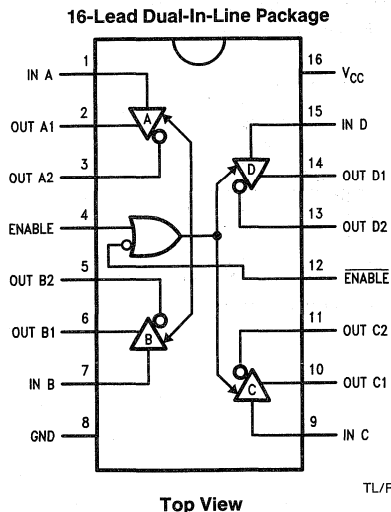 16-Lead Dual-In-Line Package
1
IN A
2
OUT A1
3
OUT A2
4
ENABLE
5
OUT B2
6
OUT B1
7
IN B
8
GND
A
B
D
C
16
VCC
15
IN D
14
OUT D1
13
OUT D2
12
ENABLE
11
OUT C2
10
OUT C1
9
IN C
TL/F
Top View